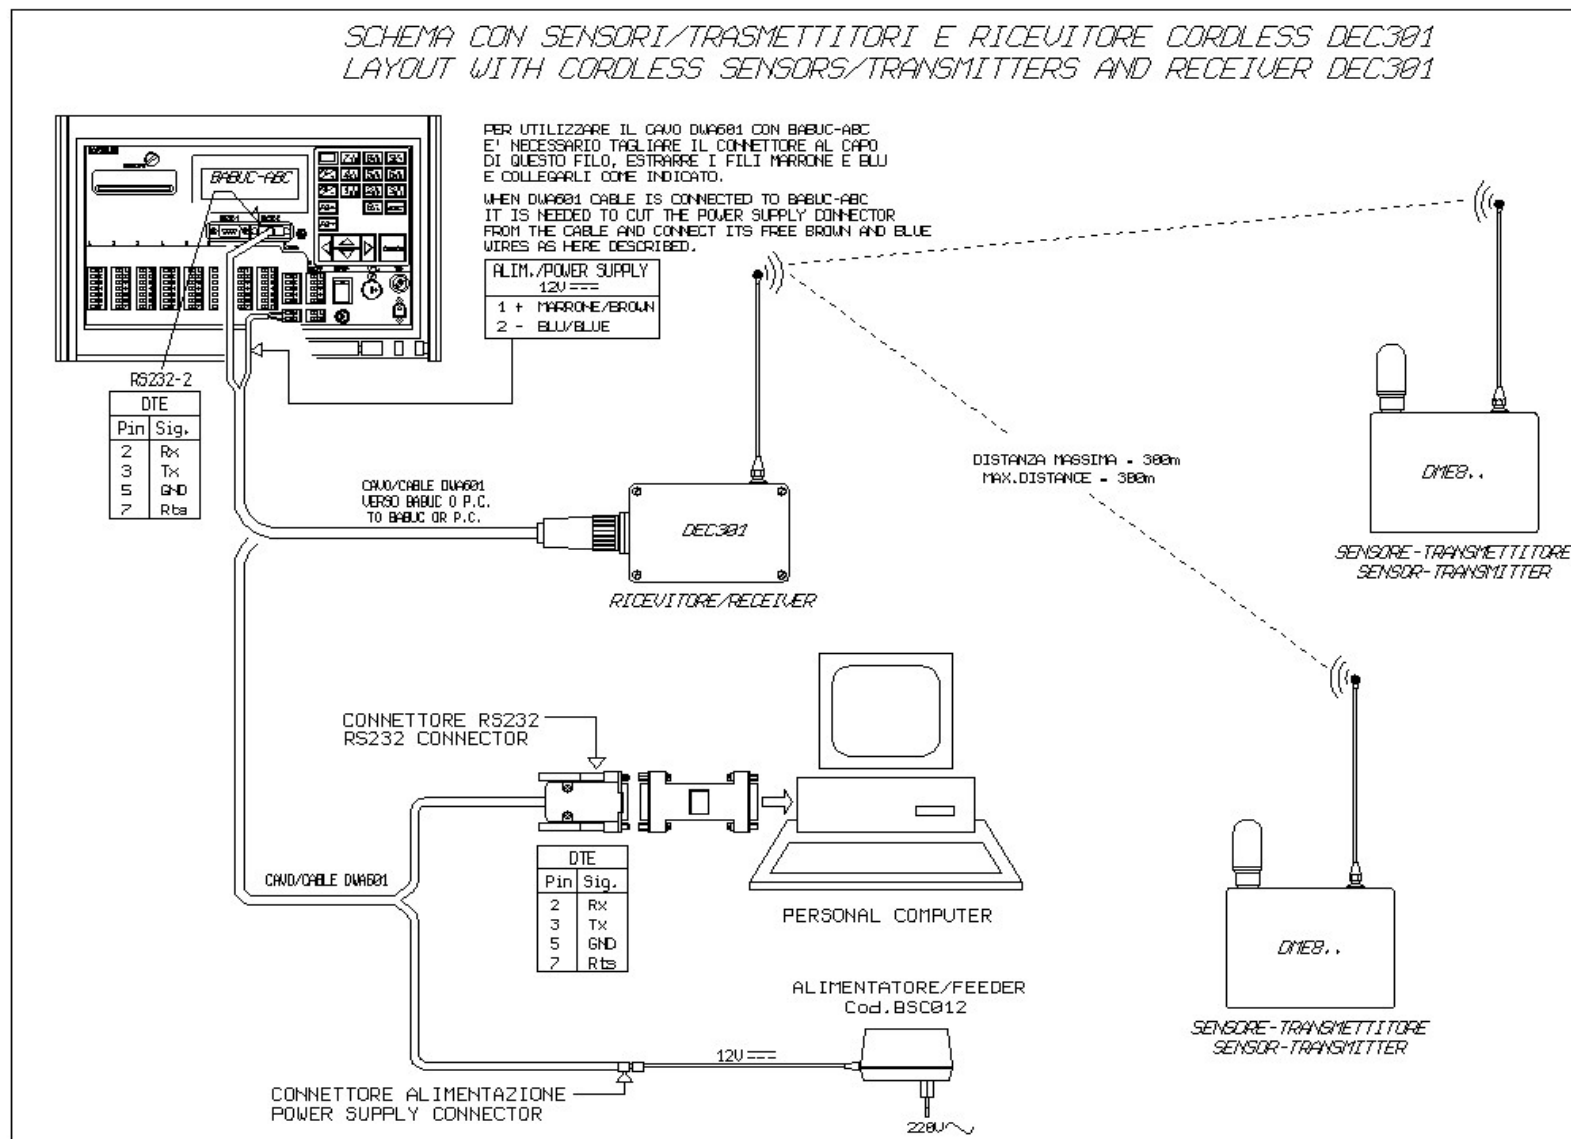 SCHEMA CON SENSORI/TRASMETTITORI E RICEVITORE CORDLESS DEC301
LAYOUT WITH CORDLESS SENSORS/TRANSMITTERS AND RECEIVER DEC301
PER UTILIZZARE IL CAVO DWA601 CON BABUC-ABC
E' NECESSARIO TAGLIARE IL CONNETTORE AL CAPO
DI QUESTO FILO, ESTRARRE I FILI MARRONE E BLU
E COLLEGARLI COME INDICATO.
WHEN DWA601 CABLE IS CONNECTED TO BABUC-ABC
IT IS NEEDED TO CUT THE POWER SUPPLY CONNECTOR
FROM THE CABLE AND CONNECT ITS FREE BROWN AND BLUE
WIRES AS HERE DESCRIBED.
BABUC-ABC
ALIM./POWER SUPPLY
12V
1 + MARRONE/BROWN
2 - BLU/BLUE
RS232-2
DTE
Pin Sig.
2 Rx
3 Tx
5 GND
7 Rts
CAVO/CABLE DWA601
VERSO BABUC O P.C.
TO BABUC OR P.C.
DEC301
RICEVITORE/RECEIVER
DISTANZA MASSIMA = 300m
MAX.DISTANCE = 300m
DME8..
SENSORE-TRANSMETTITORE
SENSOR-TRANSMITTER
CONNETTORE RS232
RS232 CONNECTOR
DTE
Pin Sig.
2 Rx
3 Tx
5 GND
7 Rts
CAVO/CABLE DWA601
PERSONAL COMPUTER
DME8..
SENSORE-TRANSMETTITORE
SENSOR-TRANSMITTER
ALIMENTATORE/FEEDER
Cod.BSC012
12V
CONNETTORE ALIMENTAZIONE
POWER SUPPLY CONNECTOR
220V